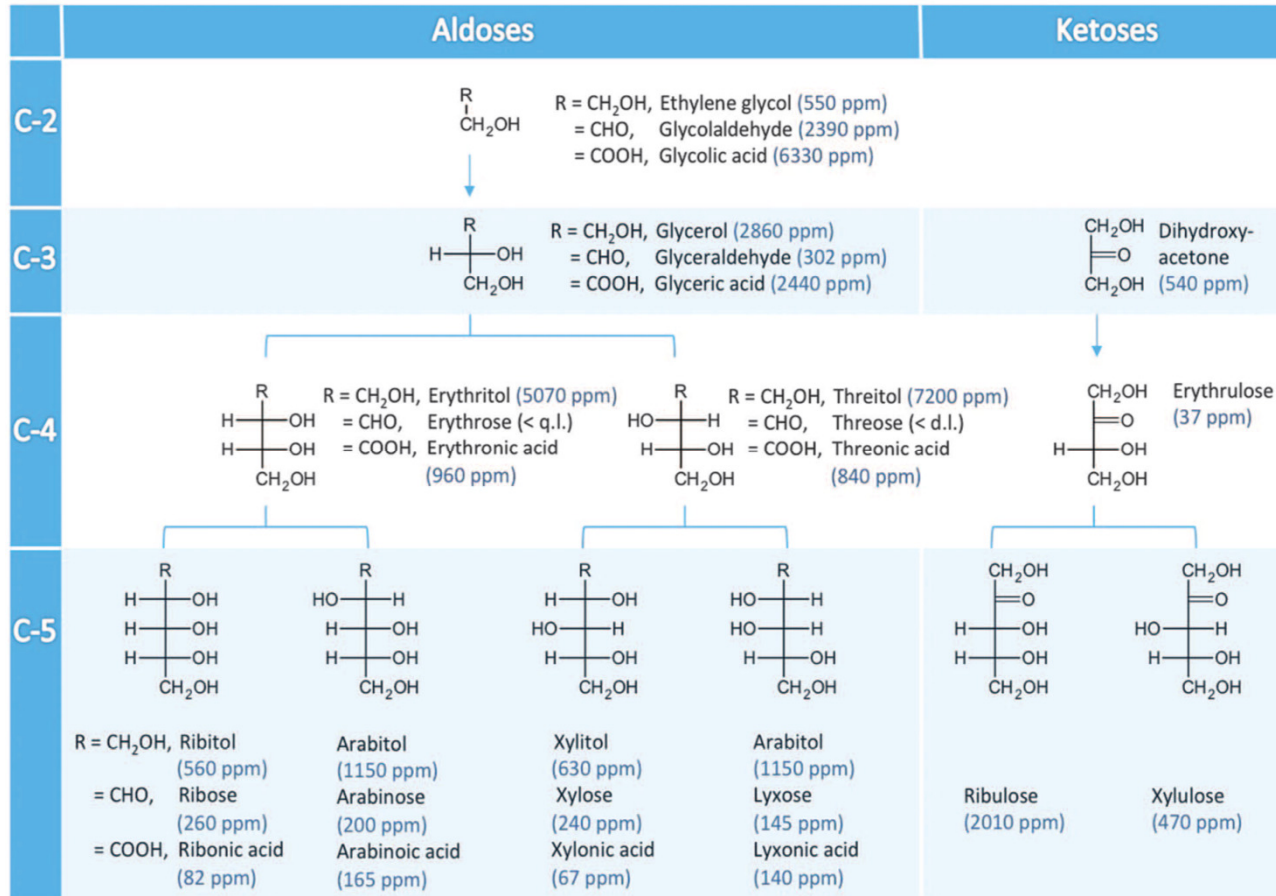 Aldoses
Ketoses
C-2
R
CH₂OH
R = CH₂OH, Ethylene glycol (550 ppm)
= CHO, Glycolaldehyde (2390 ppm)
= COOH, Glycolic acid (6330 ppm)
C-3
R
H OH
CH₂OH
R = CH₂OH, Glycerol (2860 ppm)
= CHO, Glyceraldehyde (302 ppm)
= COOH, Glyceric acid (2440 ppm)
CH₂OH
=O
CH₂OH
Dihydroxy-
acetone
(540 ppm)
C-4
R
H OH
H OH
CH₂OH
R = CH₂OH, Erythritol (5070 ppm)
= CHO, Erythrose (< q.l.)
= COOH, Erythronic acid
(960 ppm)
R
HO H
H OH
CH₂OH
R = CH₂OH, Threitol (7200 ppm)
= CHO, Threose (< d.l.)
= COOH, Threonic acid
(840 ppm)
CH₂OH
=O
H OH
CH₂OH
Erythrulose
(37 ppm)
C-5
R
H OH
H OH
H OH
CH₂OH
R
HO H
H OH
H OH
CH₂OH
R
H OH
HO H
H OH
CH₂OH
R
HO H
HO H
H OH
CH₂OH
CH₂OH
=O
H OH
H OH
CH₂OH
CH₂OH
=O
HO H
H OH
CH₂OH
R = CH₂OH, Ribitol Arabitol Xylitol Arabitol
(560 ppm) (1150 ppm) (630 ppm) (1150 ppm)
= CHO, Ribose Arabinose Xylose Lyxose Ribulose Xylulose
(260 ppm) (200 ppm) (240 ppm) (145 ppm) (2010 ppm) (470 ppm)
= COOH, Ribonic acid Arabinoic acid Xylonic acid Lyxonic acid
(82 ppm) (165 ppm) (67 ppm) (140 ppm)